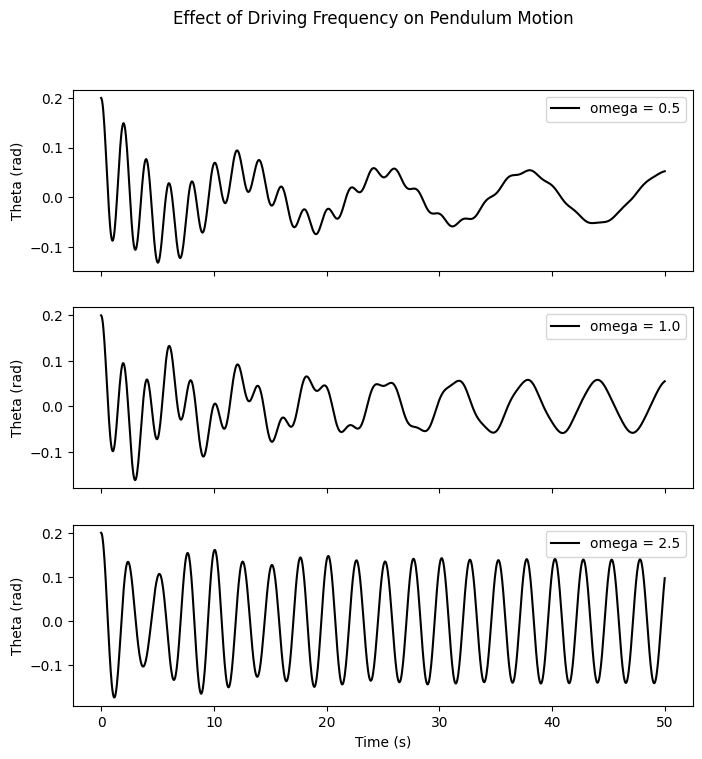 Effect of Driving Frequency on Pendulum Motion
omega = 0.5
0.2
0.1
0.0
−0.1
Theta (rad)
omega = 1.0
0.2
0.1
0.0
−0.1
Theta (rad)
omega = 2.5
0.2
0.1
0.0
−0.1
Theta (rad)
0 10 20 30 40 50
Time (s)